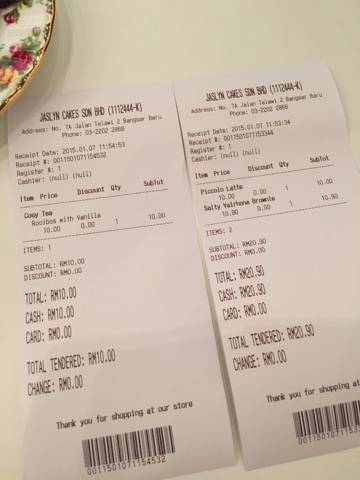 JASLYN CAKES SDN BHD (1112444-K)
Address: No. 7A Jalan Telawi 2 Bangsar Baru
Phone: 03-2202 2868
Receipt Date: 2015.01.07 11:54:53
Receipt #: 0011501071154532
Register #: 1
Cashier: (null) (null)
Item Price Discount Qty SubTot
Cosy Tea
Rooibos with Vanilla
10.00 0.00 1 10.00
ITEMS: 1
SUBTOTAL: RM10.00
DISCOUNT: RM0.00
TOTAL: RM10.00
CASH: RM10.00
CARD: RM0.00
TOTAL TENDERED: RM10.00
CHANGE: RM0.00
Thank you for shopping at our store
0011501071154532
JASLYN CAKES SDN BHD (1112444-K)
Address: No. 7A Jalan Telawi 2 Bangsar Baru
Phone: 03-2202 2868
Receipt Date: 2015.01.07 11:53:34
Receipt #: 0011501071153344
Register #: 1
Cashier: (null) (null)
Item Price Discount Qty SubTot
Piccolo Latte
10.00 0.00 1 10.00
Salty Valrhona Brownie
10.90 0.00 1 10.90
ITEMS: 2
SUBTOTAL: RM20.90
DISCOUNT: RM0.00
TOTAL: RM20.90
CASH: RM20.90
CARD: RM0.00
TOTAL TENDERED: RM20.90
CHANGE: RM0.00
Thank you for shopping at our
00115010711533